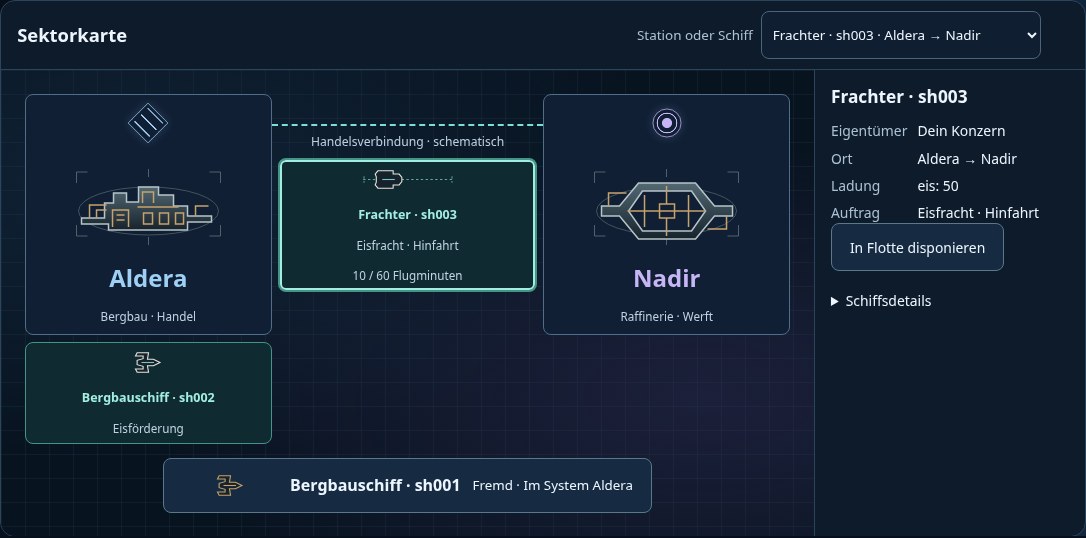 Sektorkarte
Station oder Schiff
Frachter · sh003 · Aldera → Nadir
Handelsverbindung · schematisch
Frachter · sh003
Eisfracht · Hinfahrt
10 / 60 Flugminuten
Aldera
Bergbau · Handel
Nadir
Raffinerie · Werft
Bergbauschiff · sh002
Eisförderung
Bergbauschiff · sh001 Fremd · Im System Aldera
Frachter · sh003
Eigentümer Dein Konzern
Ort Aldera → Nadir
Ladung eis: 50
Auftrag Eisfracht · Hinfahrt
In Flotte disponieren
▶ Schiffsdetails